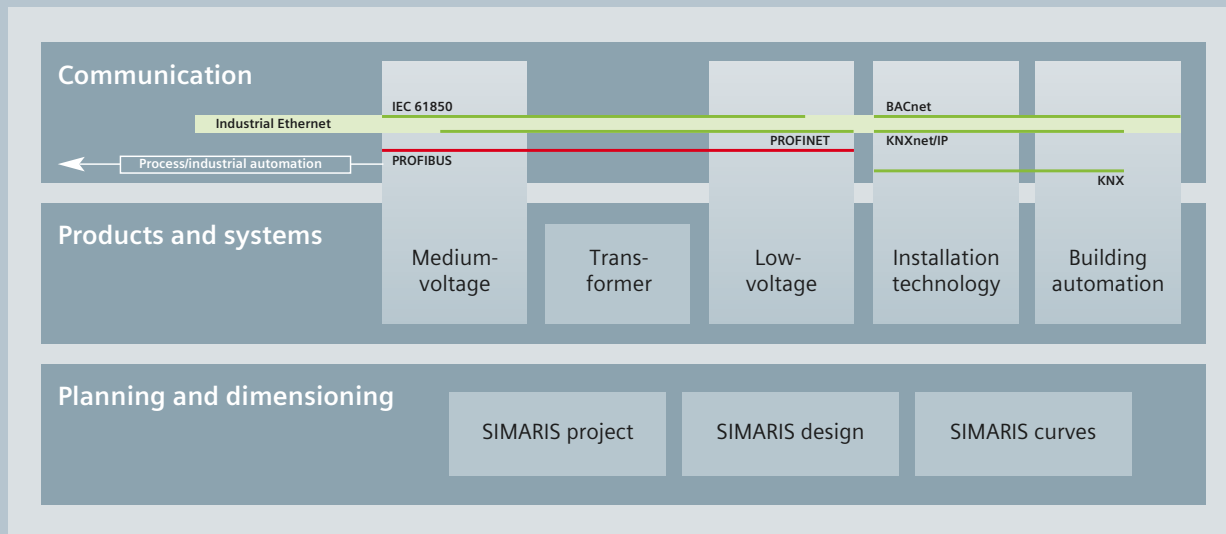 Communication
IEC 61850
BACnet
Industrial Ethernet
PROFINET
KNXnet/IP
Process/industrial automation
PROFIBUS
KNX
Products and systems
Medium-
voltage
Trans-
former
Low-
voltage
Installation
technology
Building
automation
Planning and dimensioning
SIMARIS project
SIMARIS design
SIMARIS curves